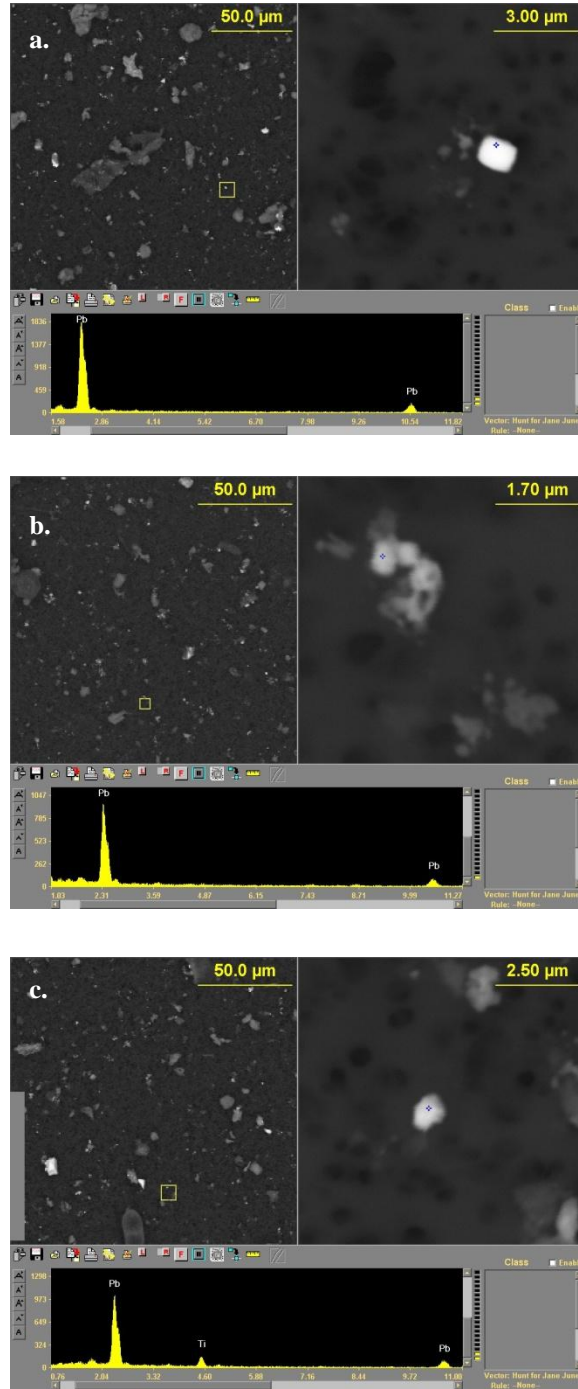 a.
50.0 µm
3.00 µm
Class
Enabl
1836
1377
918
459
0
Pb
Pb
1.58 2.86 4.14 5.42 6.70 7.98 9.26 10.54 11.82
Vector: Hunt for Jane June
Rule: --None--
b.
50.0 µm
1.70 µm
Class
Enabl
1047
785
523
262
0
Pb
Pb
1.03 2.31 3.59 4.87 6.15 7.43 8.71 9.99 11.27
Vector: Hunt for Jane June
Rule: --None--
c.
50.0 µm
2.50 µm
Class
Enabl
1298
973
649
324
0
Pb
Ti
Pb
0.76 2.04 3.32 4.60 5.88 7.16 8.44 9.72 11.00
Vector: Hunt for Jane June
Rule: --None--